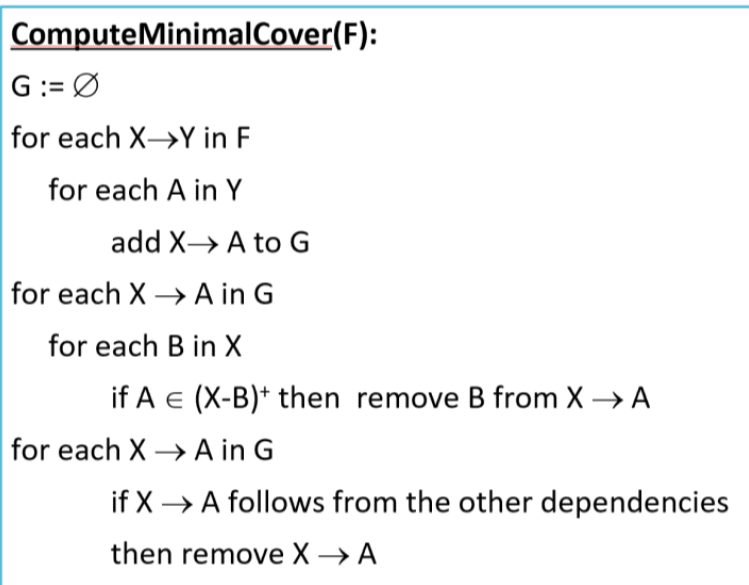 ComputeMinimalCover(F):
G := ∅
for each X→Y in F
for each A in Y
add X→ A to G
for each X → A in G
for each B in X
if A ∈ (X-B)⁺ then remove B from X → A
for each X → A in G
if X → A follows from the other dependencies
then remove X → A